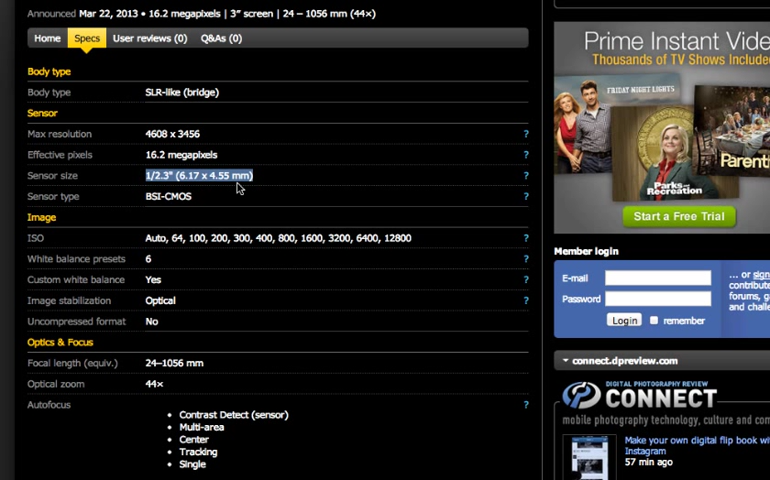 Announced Mar 22, 2013 • 16.2 megapixels | 3″ screen | 24 – 1056 mm (44×)
Home Specs User reviews (0) Q&As (0)
Body type
Body type SLR-like (bridge)
Sensor
Max resolution 4608 x 3456 ?
Effective pixels 16.2 megapixels ?
Sensor size 1/2.3" (6.17 x 4.55 mm) ?
Sensor type BSI-CMOS ?
Image
ISO Auto, 64, 100, 200, 300, 400, 800, 1600, 3200, 6400, 12800 ?
White balance presets 6 ?
Custom white balance Yes ?
Image stabilization Optical ?
Uncompressed format No ?
Optics & Focus
Focal length (equiv.) 24–1056 mm ?
Optical zoom 44× ?
Autofocus ?
• Contrast Detect (sensor)
• Multi-area
• Center
• Tracking
• Single
Prime Instant Vide
Thousands of TV Shows Include
FRIDAY NIGHT LIGHTS
Parks and
Recreation
Parent
Start a Free Trial
Member login
E-mail
Password
Login remember
... or sign
contribut
forums, g
and challe
connect.dpreview.com
DIGITAL PHOTOGRAPHY REVIEW
CONNECT
mobile photography technology, culture and com
Make your own digital flip book wi
Instagram
57 min ago